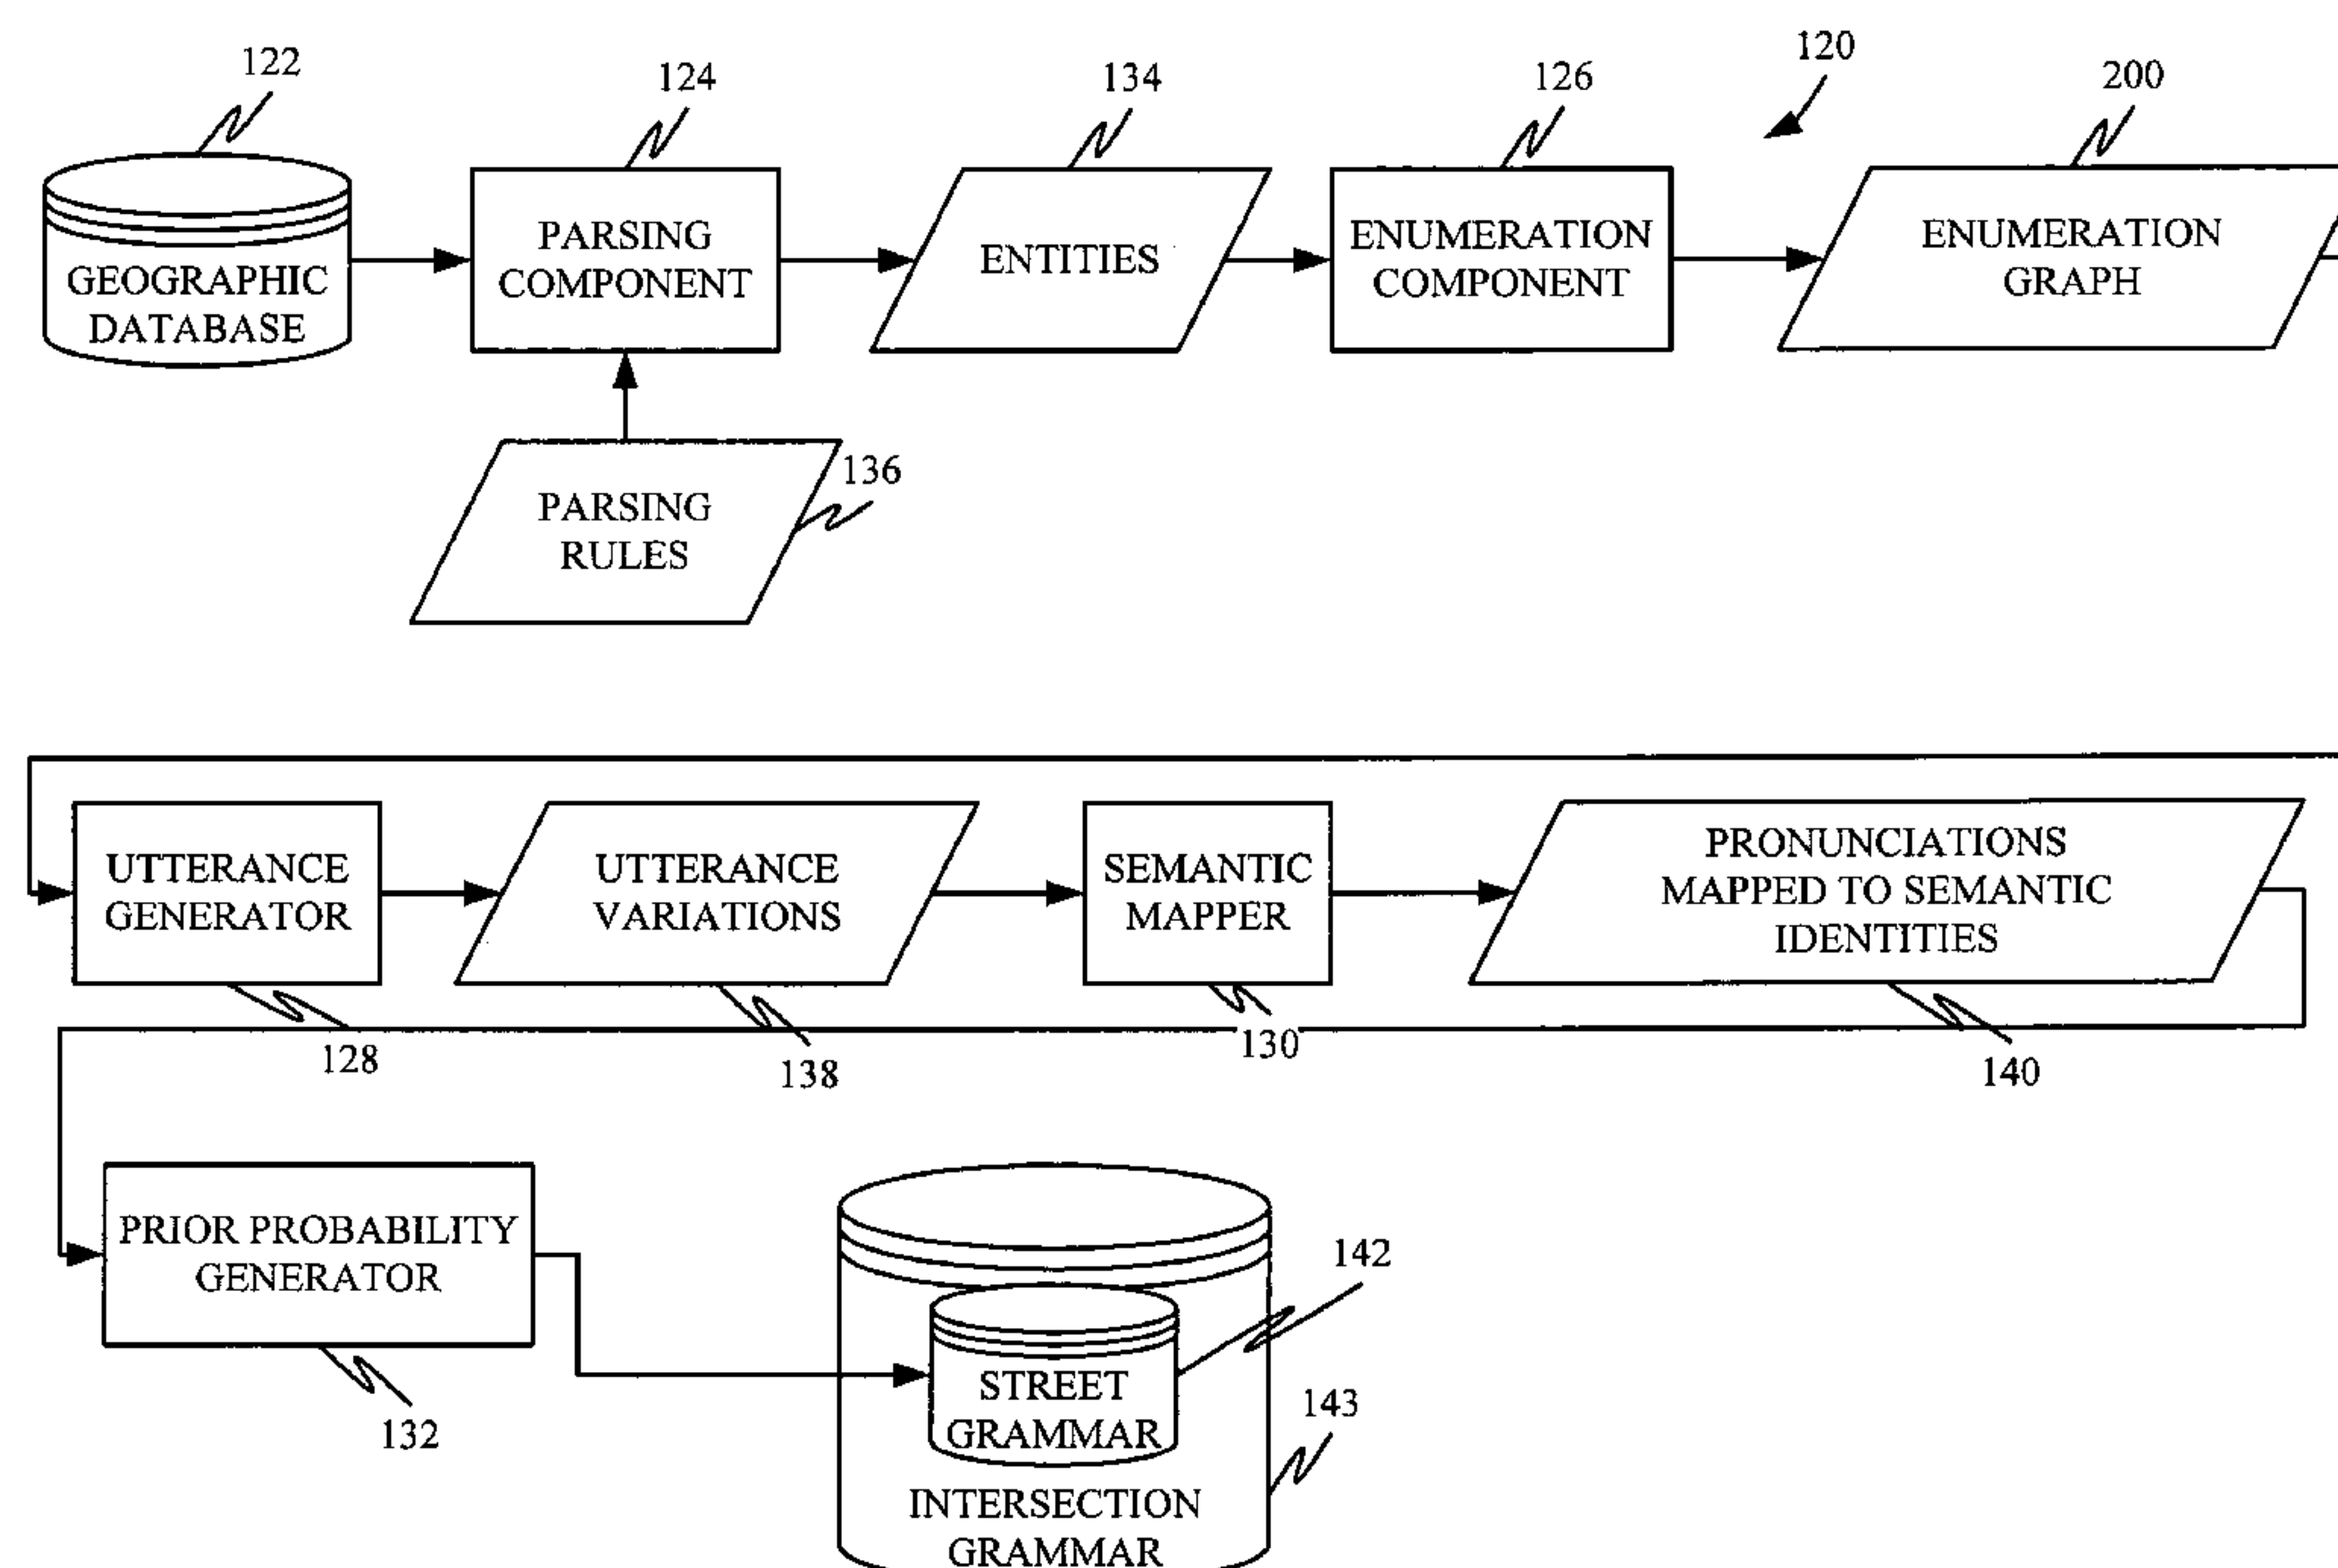 120
122
124
134
126
200
GEOGRAPHIC
DATABASE
PARSING
COMPONENT
ENTITIES
ENUMERATION
COMPONENT
ENUMERATION
GRAPH
PARSING
RULES
136
UTTERANCE
GENERATOR
UTTERANCE
VARIATIONS
SEMANTIC
MAPPER
PRONUNCIATIONS
MAPPED TO SEMANTIC
IDENTITIES
128
138
130
140
PRIOR PROBABILITY
GENERATOR
132
142
STREET
GRAMMAR
143
INTERSECTION
GRAMMAR